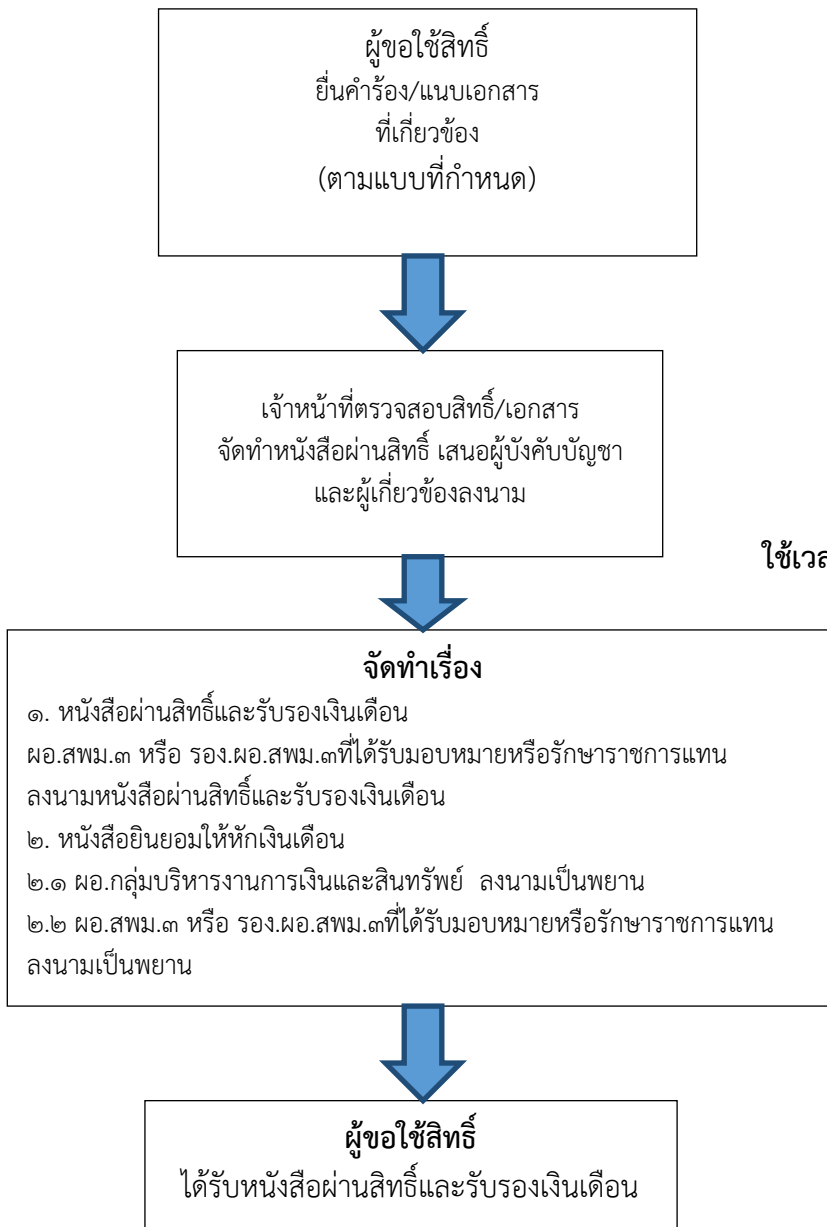 ผู้ขอใช้สิทธิ์
ยื่นคำร้อง/แนบเอกสาร
ที่เกี่ยวข้อง
(ตามแบบที่กำหนด)
เจ้าหน้าที่ตรวจสอบสิทธิ์/เอกสาร
จัดทำหนังสือผ่านสิทธิ์ เสนอผู้บังคับบัญชา
และผู้เกี่ยวข้องลงนาม
จัดทำเรื่อง
๑. หนังสือผ่านสิทธิ์และรับรองเงินเดือน
ผอ.สพม.๓ หรือ รอง.ผอ.สพม.๓ที่ได้รับมอบหมายหรือรักษาราชการแทน
ลงนามหนังสือผ่านสิทธิ์และรับรองเงินเดือน
๒. หนังสือยินยอมให้หักเงินเดือน
๒.๑ ผอ.กลุ่มบริหารงานการเงินและสินทรัพย์ ลงนามเป็นพยาน
๒.๒ ผอ.สพม.๓ หรือ รอง.ผอ.สพม.๓ที่ได้รับมอบหมายหรือรักษาราชการแทน
ลงนามเป็นพยาน
ผู้ขอใช้สิทธิ์
ได้รับหนังสือผ่านสิทธิ์และรับรองเงินเดือน